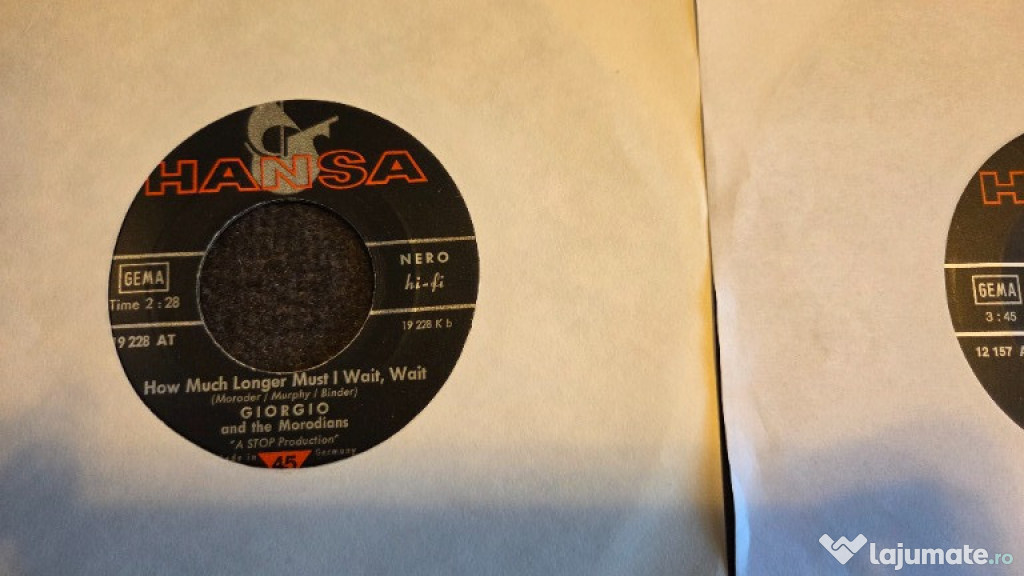 HANSA
NERO
hi-fi
GEMA
Time 2:28
19 228 K b
19 228 AT
How Much Longer Must I Wait, Wait
(Moroder / Murphy / Binder)
GIORGIO
and the Morodians
"A STOP Production"
in Germany
45
H
GEMA
3:45
12 157
lajumate.ro